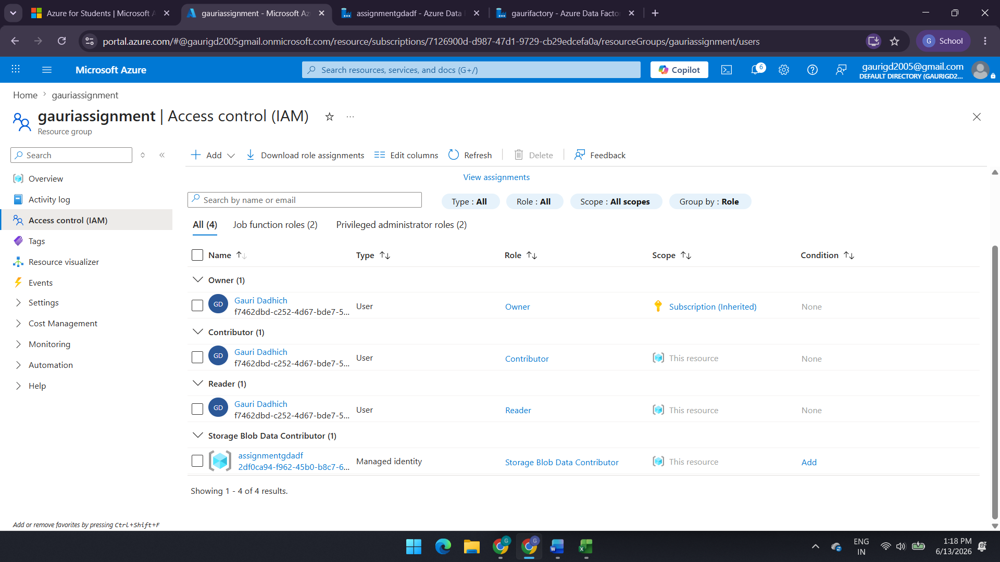 Azure for Students | Microsoft A
gauriassignment - Microsoft Az
assignmentgdadf - Azure Data
gaurifactory - Azure Data Facto
portal.azure.com/#@gaurigd2005gmail.onmicrosoft.com/resource/subscriptions/7126900d-d987-47d1-9729-cb29edcefa0a/resourceGroups/gauriassignment/users
G School
Microsoft Azure
Search resources, services, and docs (G+/)
Copilot
6
gaurigd2005@gmail.com
DEFAULT DIRECTORY (GAURIGD2...
Home > gauriassignment
gauriassignment | Access control (IAM)
Resource group
Search
Add
Download role assignments
Edit columns
Refresh
Delete
Feedback
Overview
Activity log
Access control (IAM)
Tags
Resource visualizer
Events
Settings
Cost Management
Monitoring
Automation
Help
View assignments
Search by name or email
Type : All
Role : All
Scope : All scopes
Group by : Role
All (4)
Job function roles (2)
Privileged administrator roles (2)
Name Type Role Scope Condition
Owner (1)
GD Gauri Dadhich User Owner Subscription (Inherited) None
f7462dbd-c252-4d67-bde7-5...
Contributor (1)
GD Gauri Dadhich User Contributor This resource None
f7462dbd-c252-4d67-bde7-5...
Reader (1)
GD Gauri Dadhich User Reader This resource None
f7462dbd-c252-4d67-bde7-5...
Storage Blob Data Contributor (1)
assignmentgdadf Managed identity Storage Blob Data Contributor This resource Add
2df0ca94-f962-45b0-b8c7-6...
Showing 1 - 4 of 4 results.
Add or remove favorites by pressing Ctrl+Shift+F
ENG
IN
1:18 PM
6/13/2026